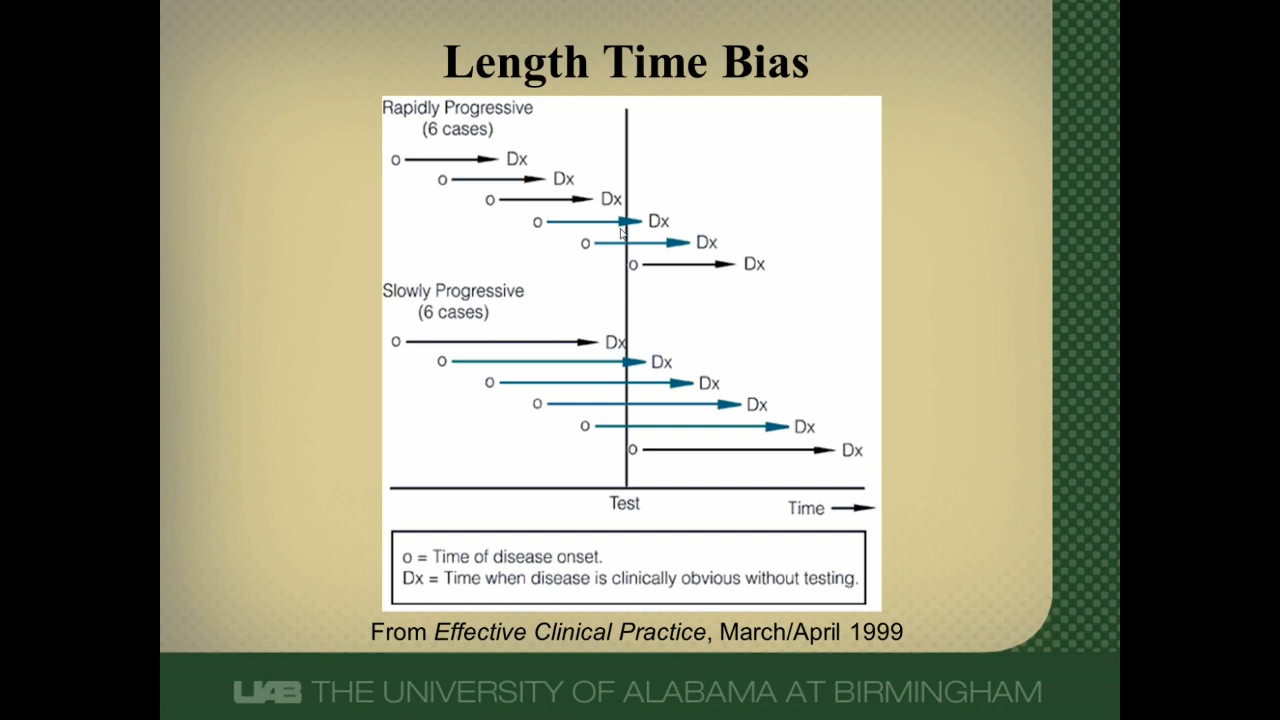 Length Time Bias
Rapidly Progressive
(6 cases)
o Dx
o Dx
o Dx
o Dx
o Dx
o Dx
Slowly Progressive
(6 cases)
o Dx
o Dx
o Dx
o Dx
o Dx
o Dx
Test
Time
o = Time of disease onset.
Dx = Time when disease is clinically obvious without testing.
From Effective Clinical Practice, March/April 1999
UAB THE UNIVERSITY OF ALABAMA AT BIRMINGHAM